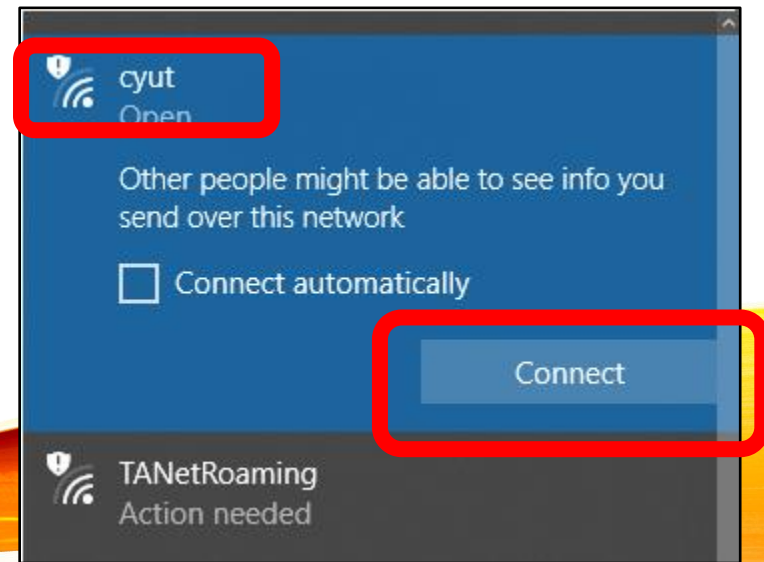 cyut
Open
Other people might be able to see info you
send over this network
Connect automatically
Connect
TANetRoaming
Action needed